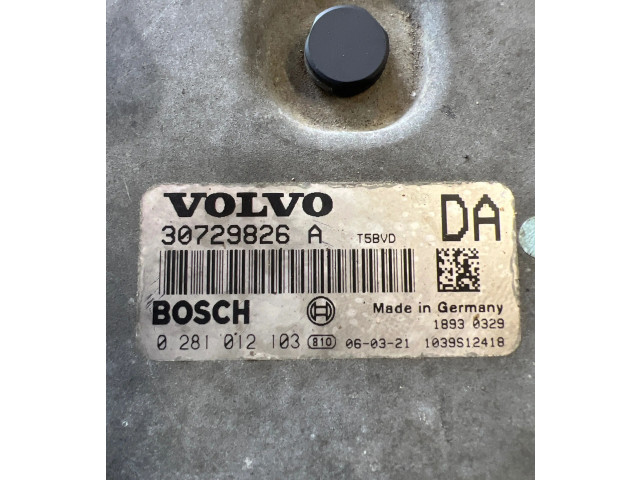 VOLVO
30729826 A T5BVD DA
BOSCH Made in Germany
1893 0329
0 281 012 103 810 06-03-21 1039S12418